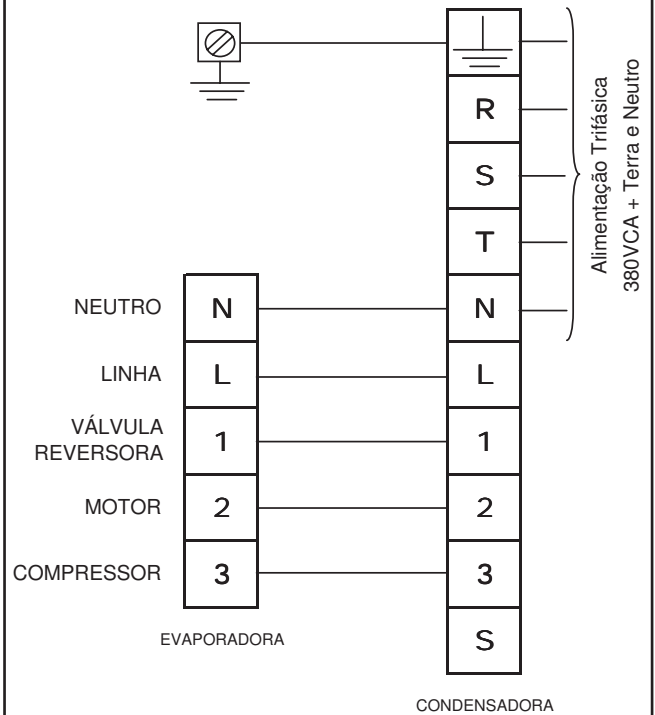 R
S
T
NEUTRO N N
LINHA L L
VÁLVULA
REVERSORA 1 1
MOTOR 2 2
COMPRESSOR 3 3
S
EVAPORADORA
CONDENSADORA
Alimentação Trifásica
380VCA + Terra e Neutro